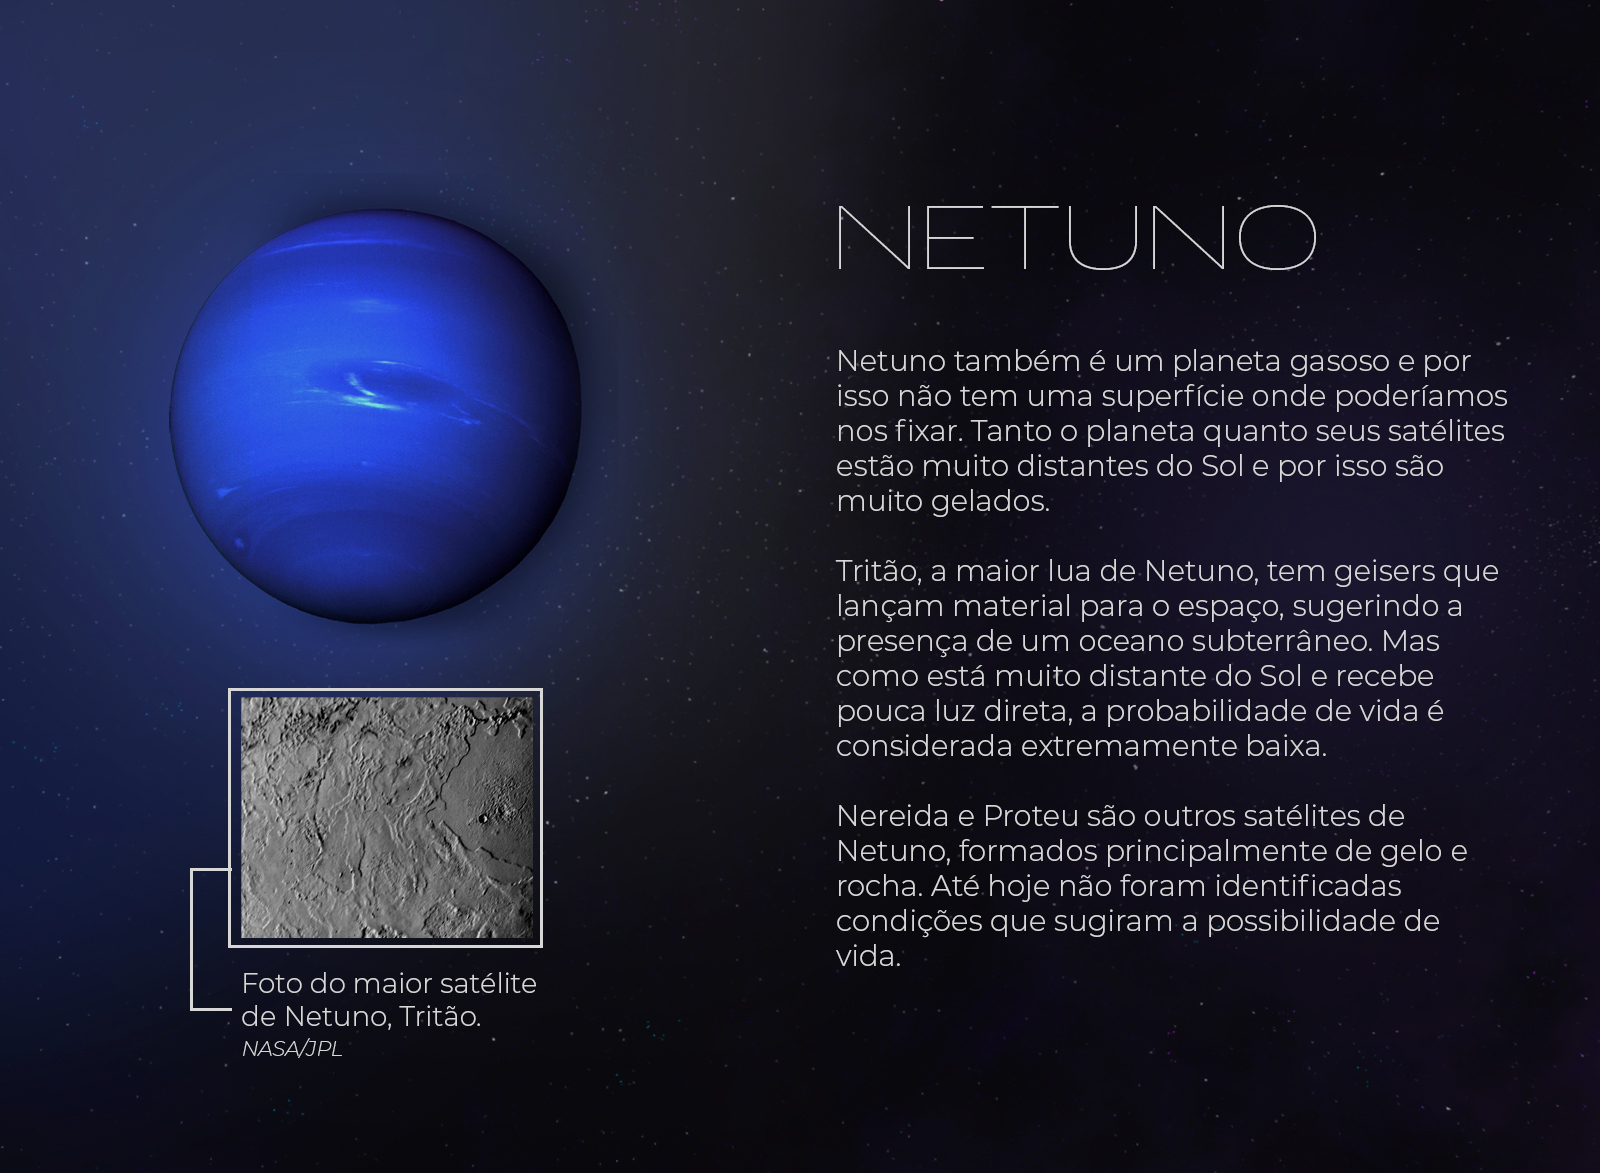 NETUNO
Netuno também é um planeta gasoso e por
isso não tem uma superfície onde poderíamos
nos fixar. Tanto o planeta quanto seus satélites
estão muito distantes do Sol e por isso são
muito gelados.
Tritão, a maior lua de Netuno, tem geisers que
lançam material para o espaço, sugerindo a
presença de um oceano subterrâneo. Mas
como está muito distante do Sol e recebe
pouca luz direta, a probabilidade de vida é
considerada extremamente baixa.
Nereida e Proteu são outros satélites de
Netuno, formados principalmente de gelo e
rocha. Até hoje não foram identificadas
condições que sugiram a possibilidade de
vida.
Foto do maior satélite
de Netuno, Tritão.
NASA/JPL